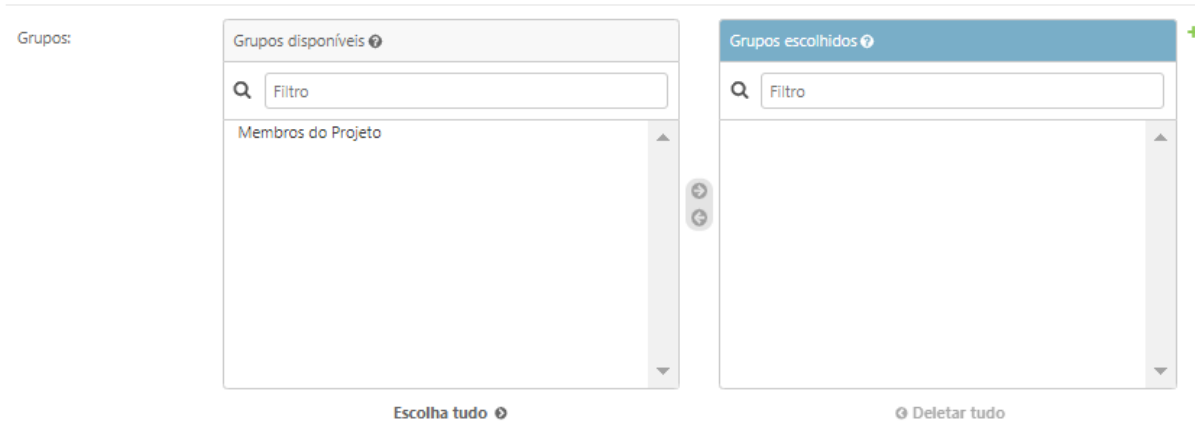 Grupos:
Grupos disponíveis
Filtro
Membros do Projeto
Escolha tudo
Grupos escolhidos
Filtro
Deletar tudo